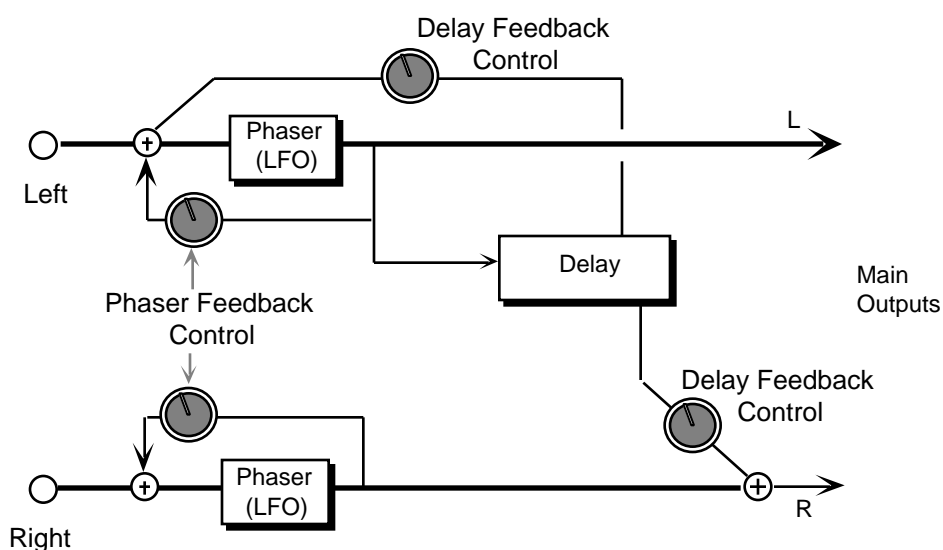 Delay Feedback
Control
L
Phaser
(LFO)
Left
Delay
Main
Outputs
Phaser Feedback
Control
Delay Feedback
Control
Phaser
(LFO)
R
Right